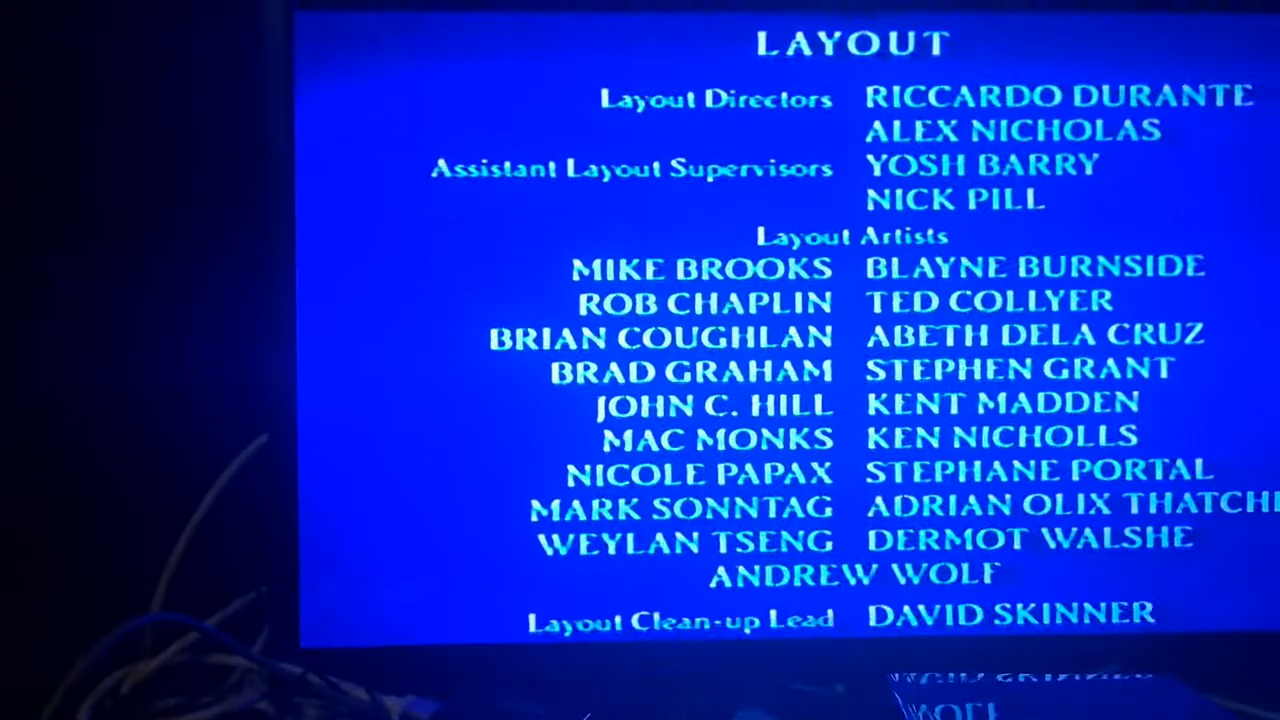 LAYOUT
Layout Directors RICCARDO DURANTE
ALEX NICHOLAS
Assistant Layout Supervisors YOSH BARRY
NICK PILL
Layout Artists
MIKE BROOKS BLAYNE BURNSIDE
ROB CHAPLIN TED COLLYER
BRIAN COUGHLAN ABETH DELA CRUZ
BRAD GRAHAM STEPHEN GRANT
JOHN C. HILL KENT MADDEN
MAC MONKS KEN NICHOLLS
NICOLE PAPAX STEPHANE PORTAL
MARK SONNTAG ADRIAN OLIX
WEYLAN TSENG DERMOT WALSHE
ANDREW WOLF
Layout Clean-up Lead DAVID SKINNER